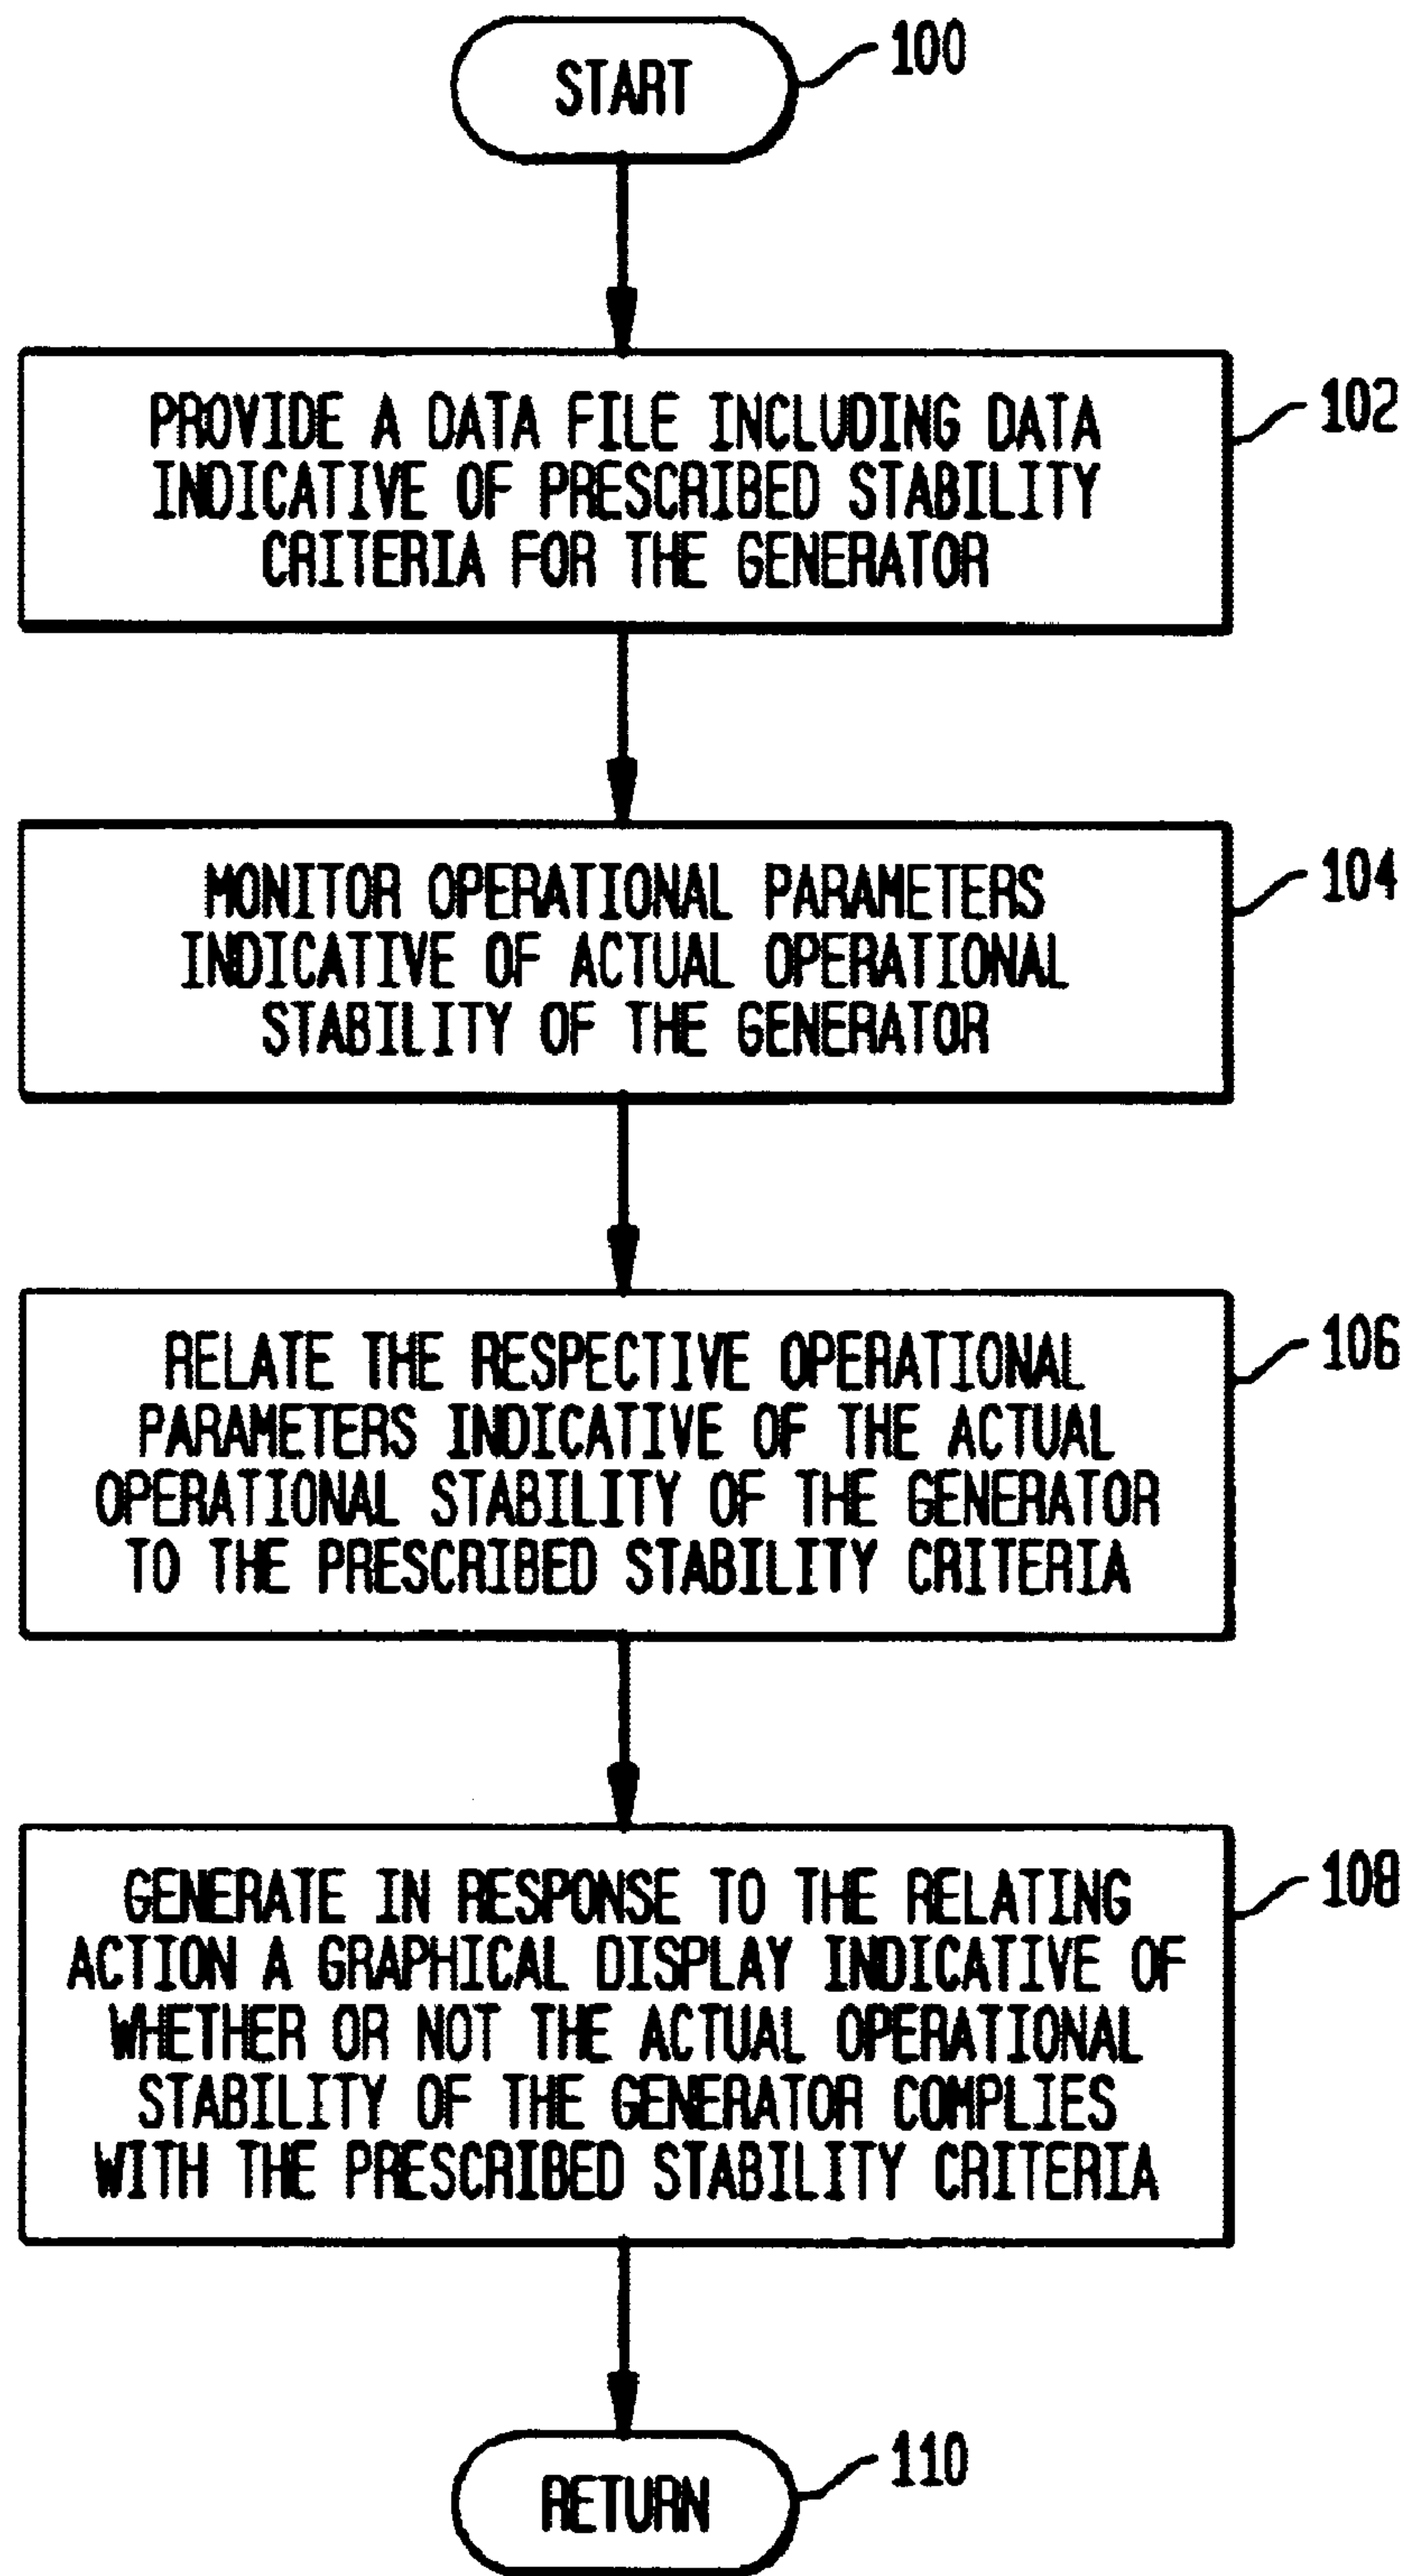 START
100
PROVIDE A DATA FILE INCLUDING DATA
INDICATIVE OF PRESCRIBED STABILITY
CRITERIA FOR THE GENERATOR
102
MONITOR OPERATIONAL PARAMETERS
INDICATIVE OF ACTUAL OPERATIONAL
STABILITY OF THE GENERATOR
104
RELATE THE RESPECTIVE OPERATIONAL
PARAMETERS INDICATIVE OF THE ACTUAL
OPERATIONAL STABILITY OF THE GENERATOR
TO THE PRESCRIBED STABILITY CRITERIA
106
GENERATE IN RESPONSE TO THE RELATING
ACTION A GRAPHICAL DISPLAY INDICATIVE OF
WHETHER OR NOT THE ACTUAL OPERATIONAL
STABILITY OF THE GENERATOR COMPLIES
WITH THE PRESCRIBED STABILITY CRITERIA
108
RETURN
110